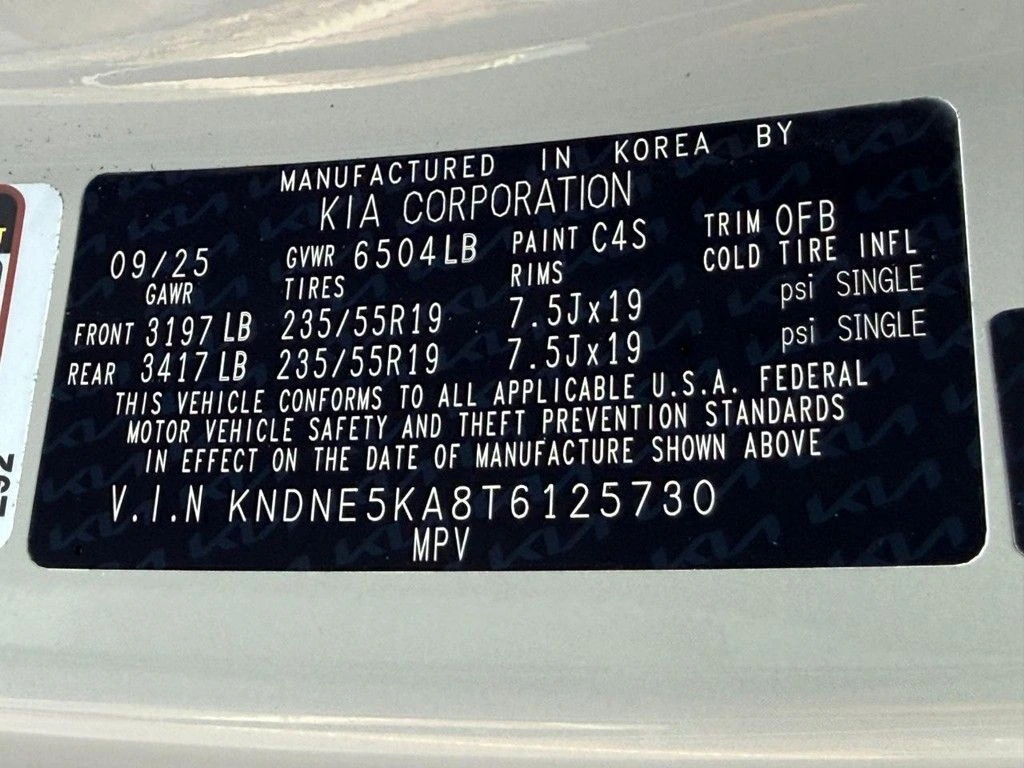 MANUFACTURED IN KOREA BY
KIA CORPORATION
09/25 GVWR 6504LB PAINT C4S TRIM OFB
GAWR TIRES RIMS COLD TIRE INFL
FRONT 3197 LB 235/55R19 7.5Jx19 psi SINGLE
REAR 3417 LB 235/55R19 7.5Jx19 psi SINGLE
THIS VEHICLE CONFORMS TO ALL APPLICABLE U.S.A. FEDERAL
MOTOR VEHICLE SAFETY AND THEFT PREVENTION STANDARDS
IN EFFECT ON THE DATE OF MANUFACTURE SHOWN ABOVE
V.I.N KNDNE5KA8T6125730
MPV